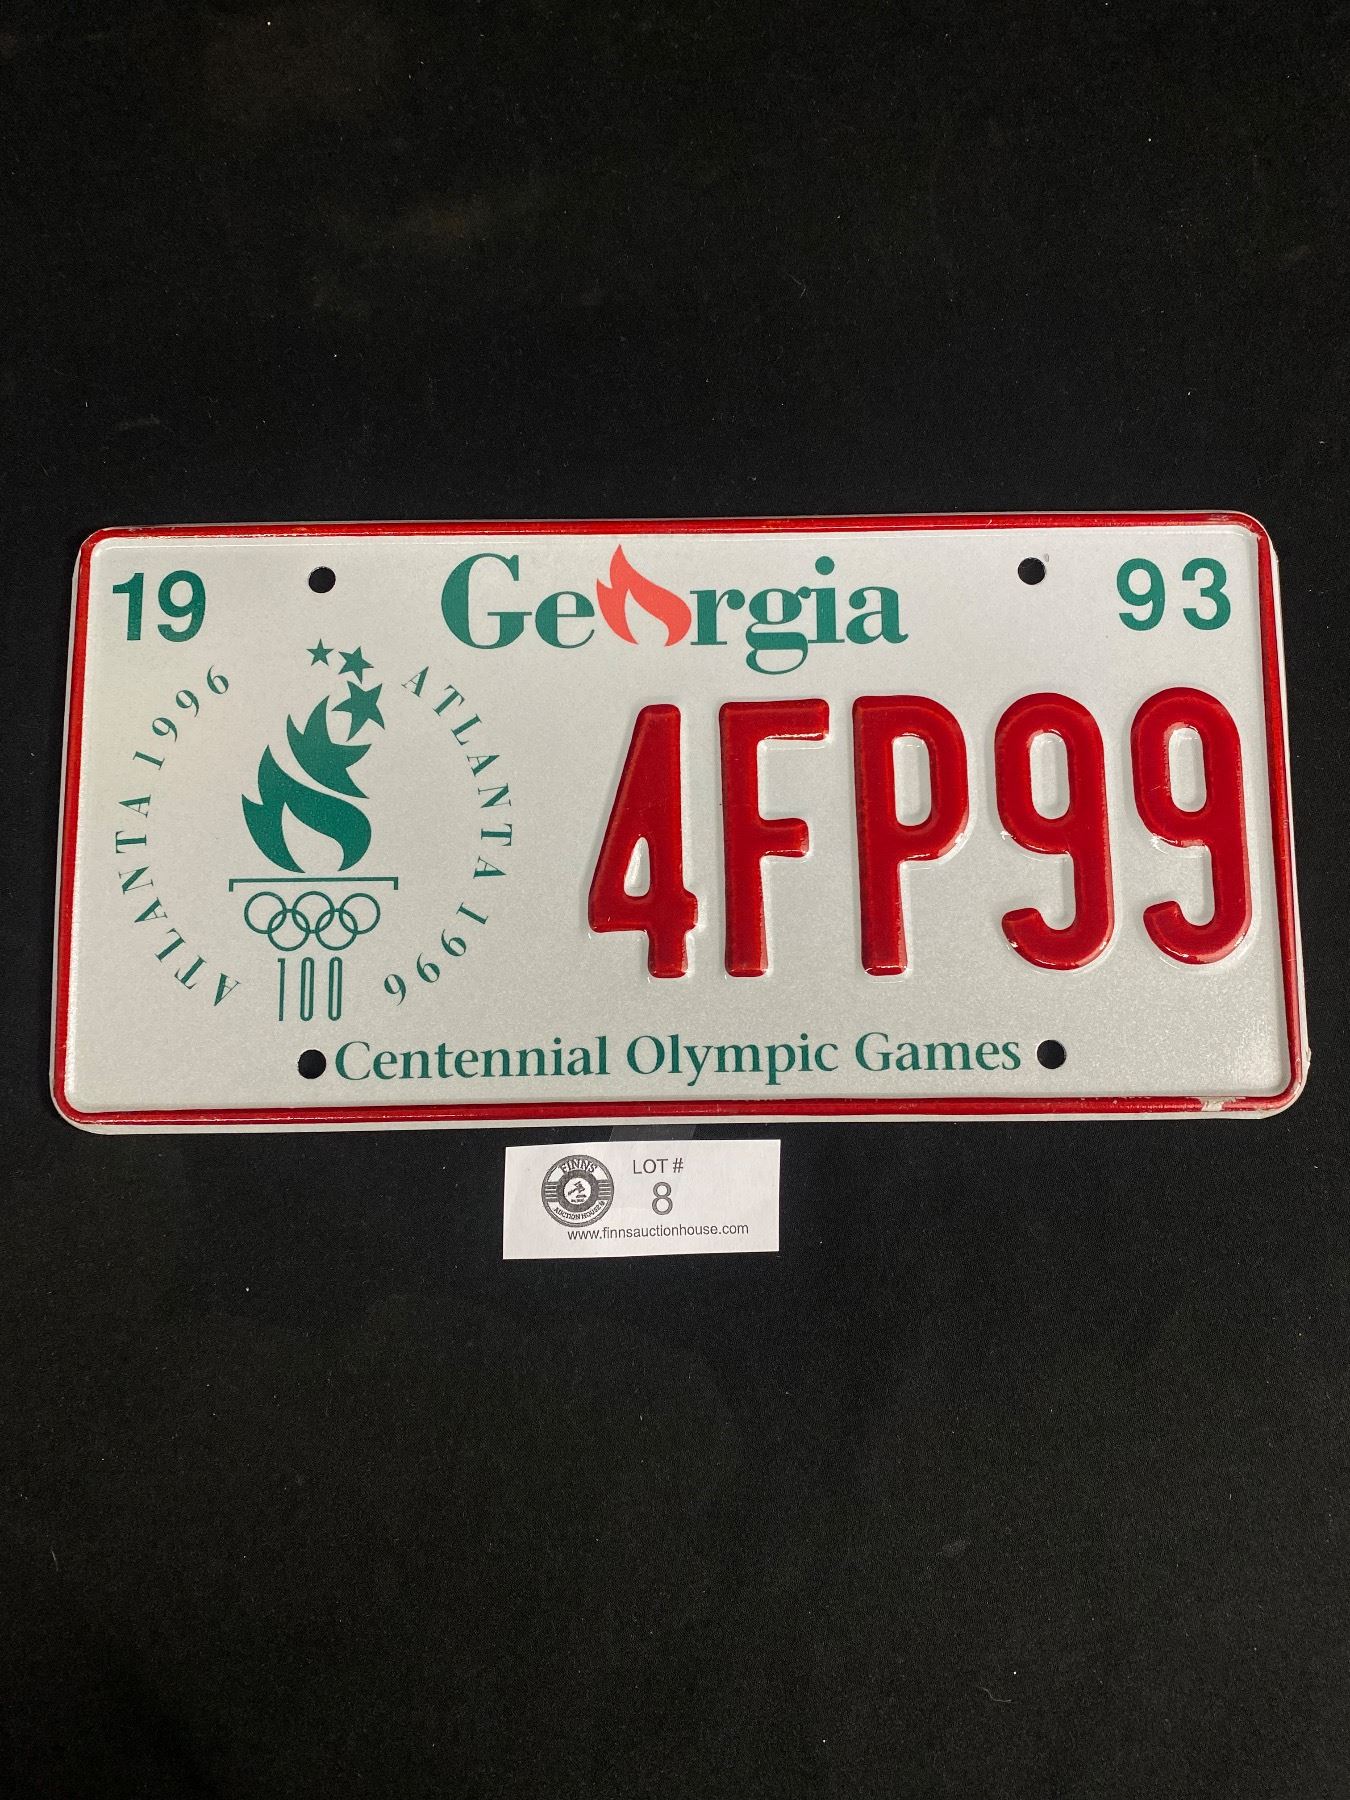 19 Georgia 93
ATLANTA 1996 ATLANTA 1996
4FP99
100
Centennial Olympic Games
FINNS
AUCTION HOUSE
LOT #
8
www.finnsauctionhouse.com